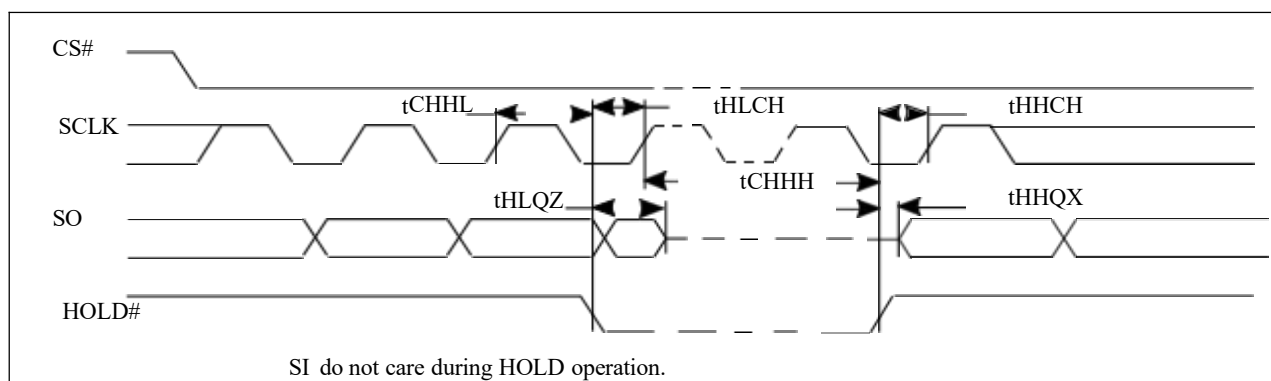 CS#
tCHHL
tHLCH
tHHCH
SCLK
tCHHH
tHLQZ
tHHQX
SO
HOLD#
SI do not care during HOLD operation.